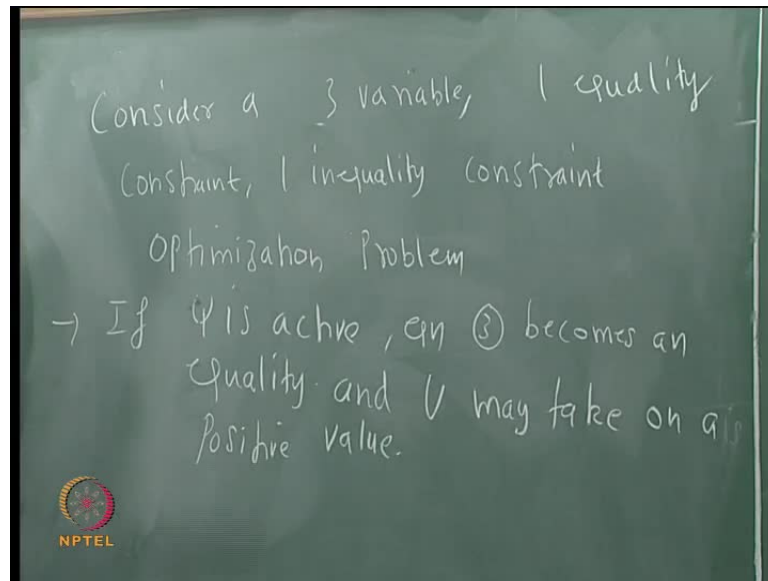 Consider a 3 variable, 1 equality
constraint, 1 inequality constraint
Optimization Problem
→ If Ψ is active, eqn ③ becomes an
equality and U may take on a
Positive value.
NPTEL